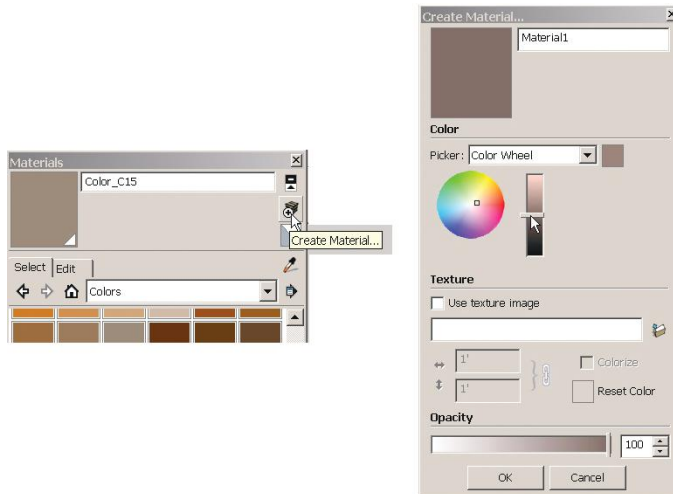 Materials
Color_C15
Create Material...
Select Edit
Colors
Create Material...
Material1
Color
Picker: Color Wheel
Texture
Use texture image
1'
Colorize
1'
Reset Color
Opacity
100
OK Cancel